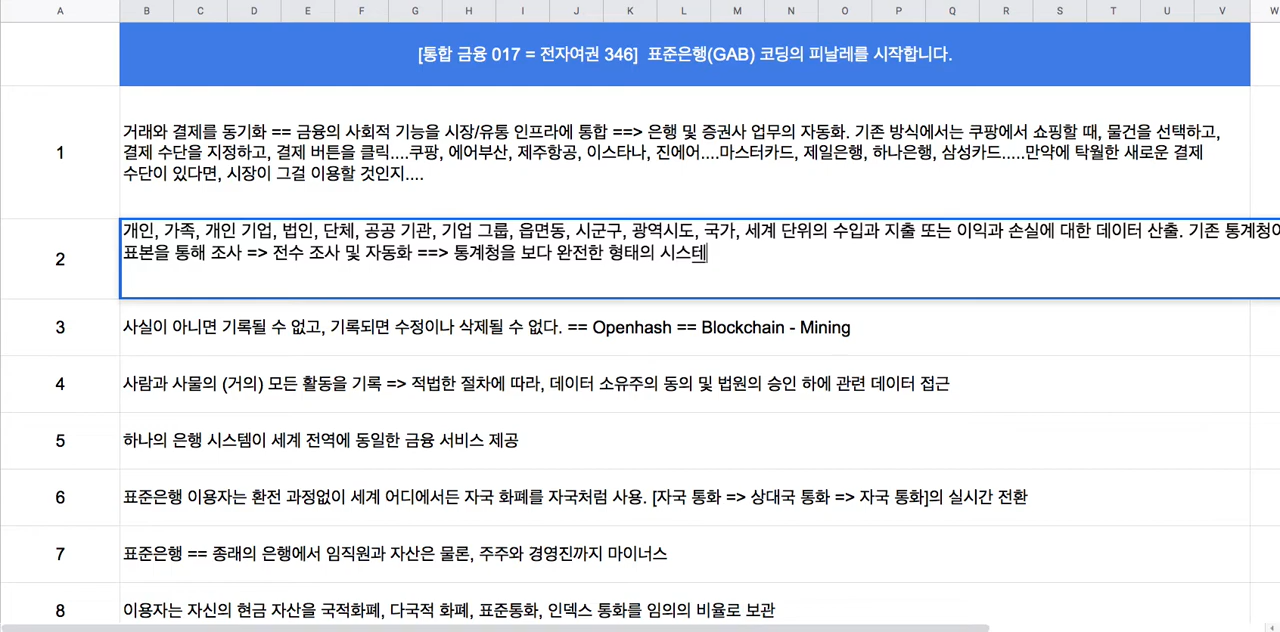 A B C D E F G H I J K L M N O P Q R S T U V W
[통합 금융 017 = 전자여권 346]  표준은행(GAB) 코딩의 피날레를 시작합니다.
1
거래와 결제를 동기화 == 금융의 사회적 기능을 시장/유통 인프라에 통합 ==> 은행 및 증권사 업무의 자동화. 기존 방식에서는 쿠팡에서 쇼핑할 때, 물건을 선택하고,
결제 수단을 지정하고, 결제 버튼을 클릭....쿠팡, 에어부산, 제주항공, 이스타나, 진에어....마스터카드, 제일은행, 하나은행, 삼성카드.....만약에 탁월한 새로운 결제
수단이 있다면, 시장이 그걸 이용할 것인지....
2
개인, 가족, 개인 기업, 법인, 단체, 공공 기관, 기업 그룹, 읍면동, 시군구, 광역시도, 국가, 세계 단위의 수입과 지출 또는 이익과 손실에 대한 데이터 산출. 기존
표본을 통해 조사 => 전수 조사 및 자동화 ==> 통계청을 보다 완전한 형태의 시스테
3 사실이 아니면 기록될 수 없고, 기록되면 수정이나 삭제될 수 없다. == Openhash == Blockchain - Mining
4 사람과 사물의 (거의) 모든 활동을 기록 => 적법한 절차에 따라, 데이터 소유주의 동의 및 법원의 승인 하에 관련 데이터 접근
5 하나의 은행 시스템이 세계 전역에 동일한 금융 서비스 제공
6 표준은행 이용자는 환전 과정없이 세계 어디에서든 자국 화폐를 자국처럼 사용. [자국 통화 => 상대국 통화 => 자국 통화]의 실시간 전환
7 표준은행 == 종래의 은행에서 임직원과 자산은 물론, 주주와 경영진까지 마이너스
8 이용자는 자신의 현금 자산을 국적화폐, 다국적 화폐, 표준통화, 인덱스 통화를 임의의 비율로 보관